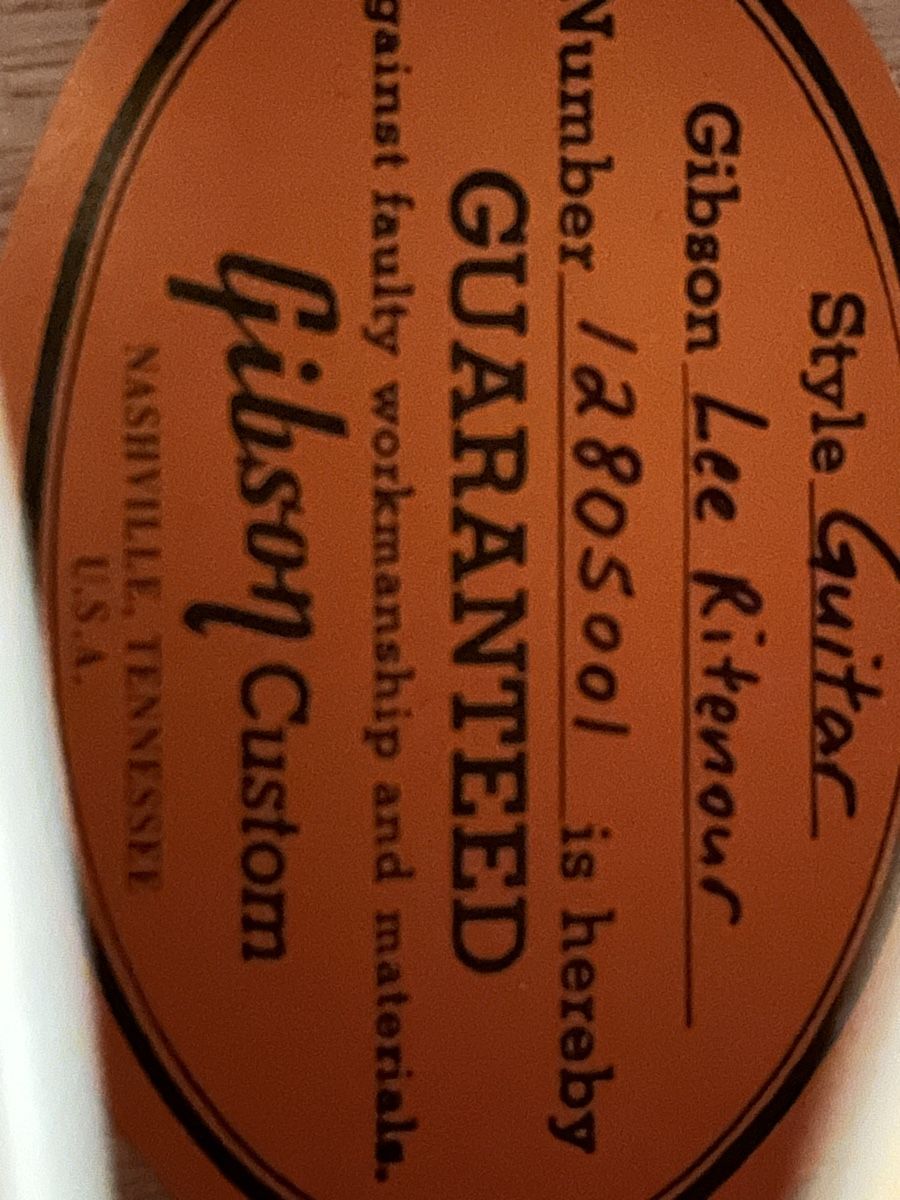 Style Guitar
Gibson Lee Ritenour
Number 12805001 is hereby
GUARANTEED
against faulty workmanship and materials.
Gibson Custom
NASHVILLE, TENNESSEE
U.S.A.